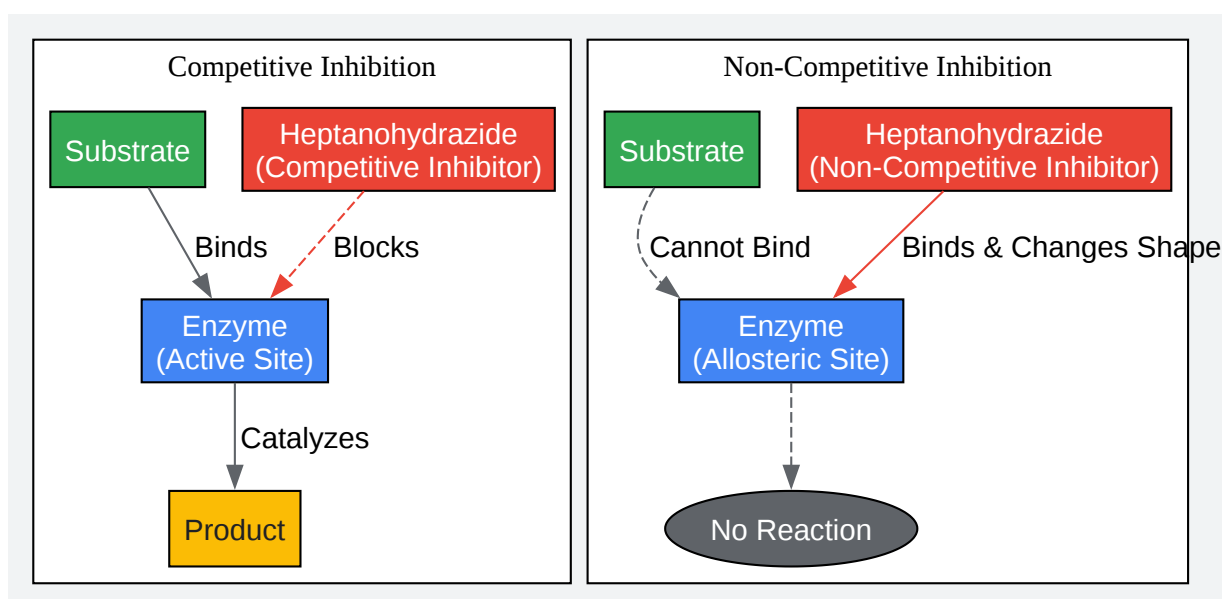 Competitive Inhibition
Substrate
Heptanohydrazide
(Competitive Inhibitor)
Binds
Blocks
Enzyme
(Active Site)
Catalyzes
Product
Non-Competitive Inhibition
Substrate
Heptanohydrazide
(Non-Competitive Inhibitor)
Cannot Bind
Binds & Changes Shape
Enzyme
(Allosteric Site)
No Reaction